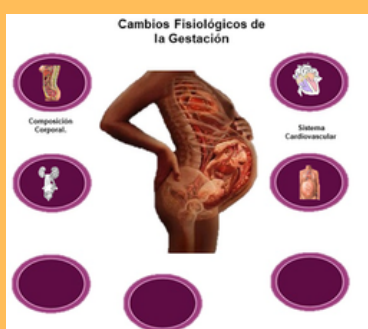 Cambios Fisiológicos de
la Gestación
Composición
Corporal.
Sistema
Cardiovascular